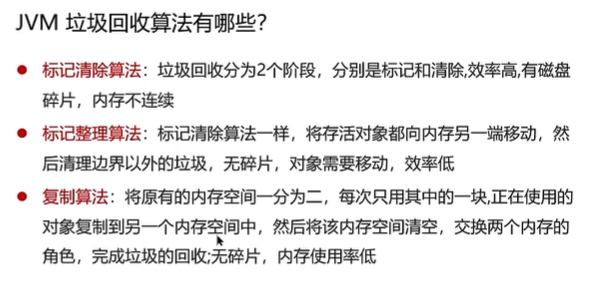 JVM 垃圾回收算法有哪些?
标记清除算法：垃圾回收分为2个阶段，分别是标记和清除,效率高,有磁盘
碎片，内存不连续
标记整理算法：标记清除算法一样，将存活对象都向内存另一端移动，然
后清理边界以外的垃圾，无碎片，对象需要移动，效率低
复制算法：将原有的内存空间一分为二，每次只用其中的一块,正在使用的
对象复制到另一个内存空间中，然后将该内存空间清空，交换两个内存的
角色，完成垃圾的回收;无碎片，内存使用率低